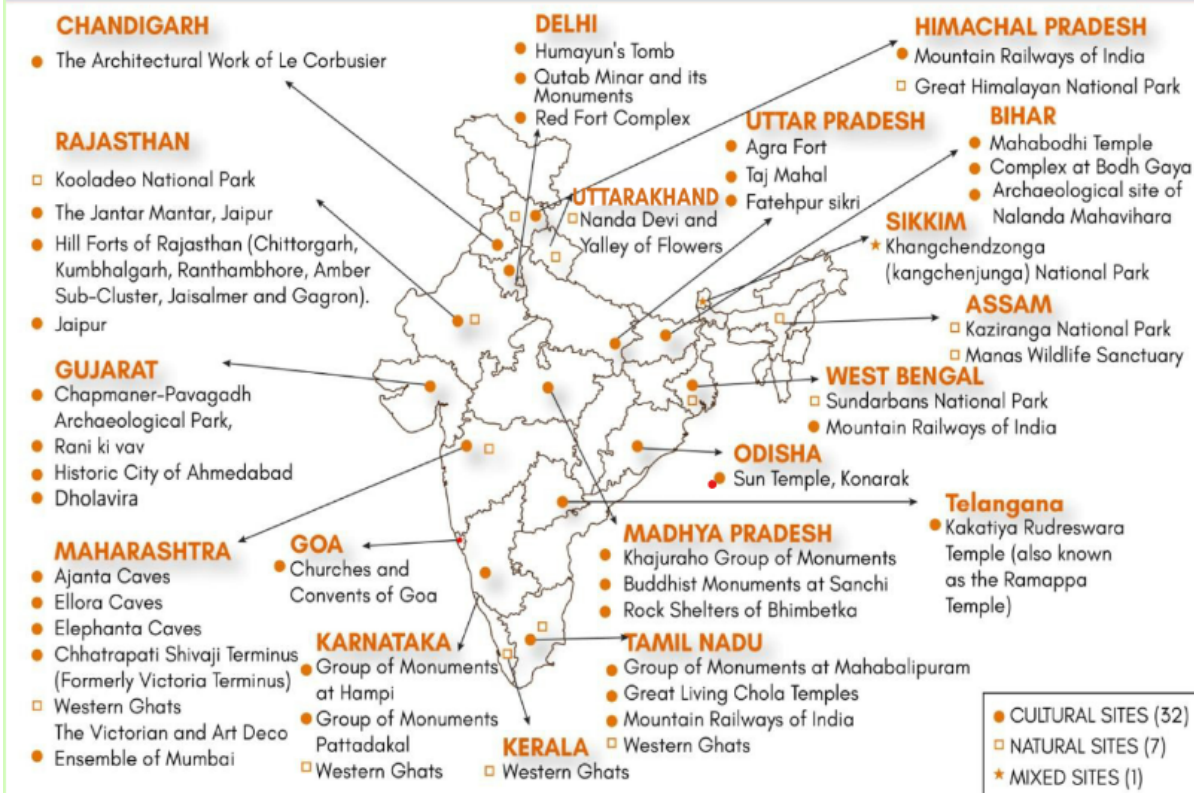 CHANDIGARH
The Architectural Work of Le Corbusier
DELHI
Humayun's Tomb
Qutab Minar and its
Monuments
Red Fort Complex
HIMACHAL PRADESH
Mountain Railways of India
Great Himalayan National Park
RAJASTHAN
Kooladeo National Park
The Jantar Mantar, Jaipur
Hill Forts of Rajasthan (Chittorgarh,
Kumbhalgarh, Ranthambhore, Amber
Sub-Cluster, Jaisalmer and Gagron).
Jaipur
UTTARAKHAND
Nanda Devi and
Yalley of Flowers
UTTAR PRADESH
Agra Fort
Taj Mahal
Fatehpur sikri
BIHAR
Mahabodhi Temple
Complex at Bodh Gaya
Archaeological site of
Nalanda Mahavihara
SIKKIM
Khangchendzonga
(kangchenjunga) National Park
ASSAM
Kaziranga National Park
Manas Wildlife Sanctuary
GUJARAT
Chapmaner-Pavagadh
Archaeological Park,
Rani ki vav
Historic City of Ahmedabad
Dholavira
WEST BENGAL
Sundarbans National Park
Mountain Railways of India
ODISHA
Sun Temple, Konarak
Telangana
Kakatiya Rudreswara
Temple (also known
as the Ramappa
Temple)
MAHARASHTRA
Ajanta Caves
Ellora Caves
Elephanta Caves
Chhatrapati Shivaji Terminus
(Formerly Victoria Terminus)
Western Ghats
The Victorian and Art Deco
Ensemble of Mumbai
GOA
Churches and
Convents of Goa
MADHYA PRADESH
Khajuraho Group of Monuments
Buddhist Monuments at Sanchi
Rock Shelters of Bhimbetka
KARNATAKA
Group of Monuments
at Hampi
Group of Monuments
Pattadakal
Western Ghats
KERALA
Western Ghats
TAMIL NADU
Group of Monuments at Mahabalipuram
Great Living Chola Temples
Mountain Railways of India
Western Ghats
CULTURAL SITES (32)
NATURAL SITES (7)
MIXED SITES (1)